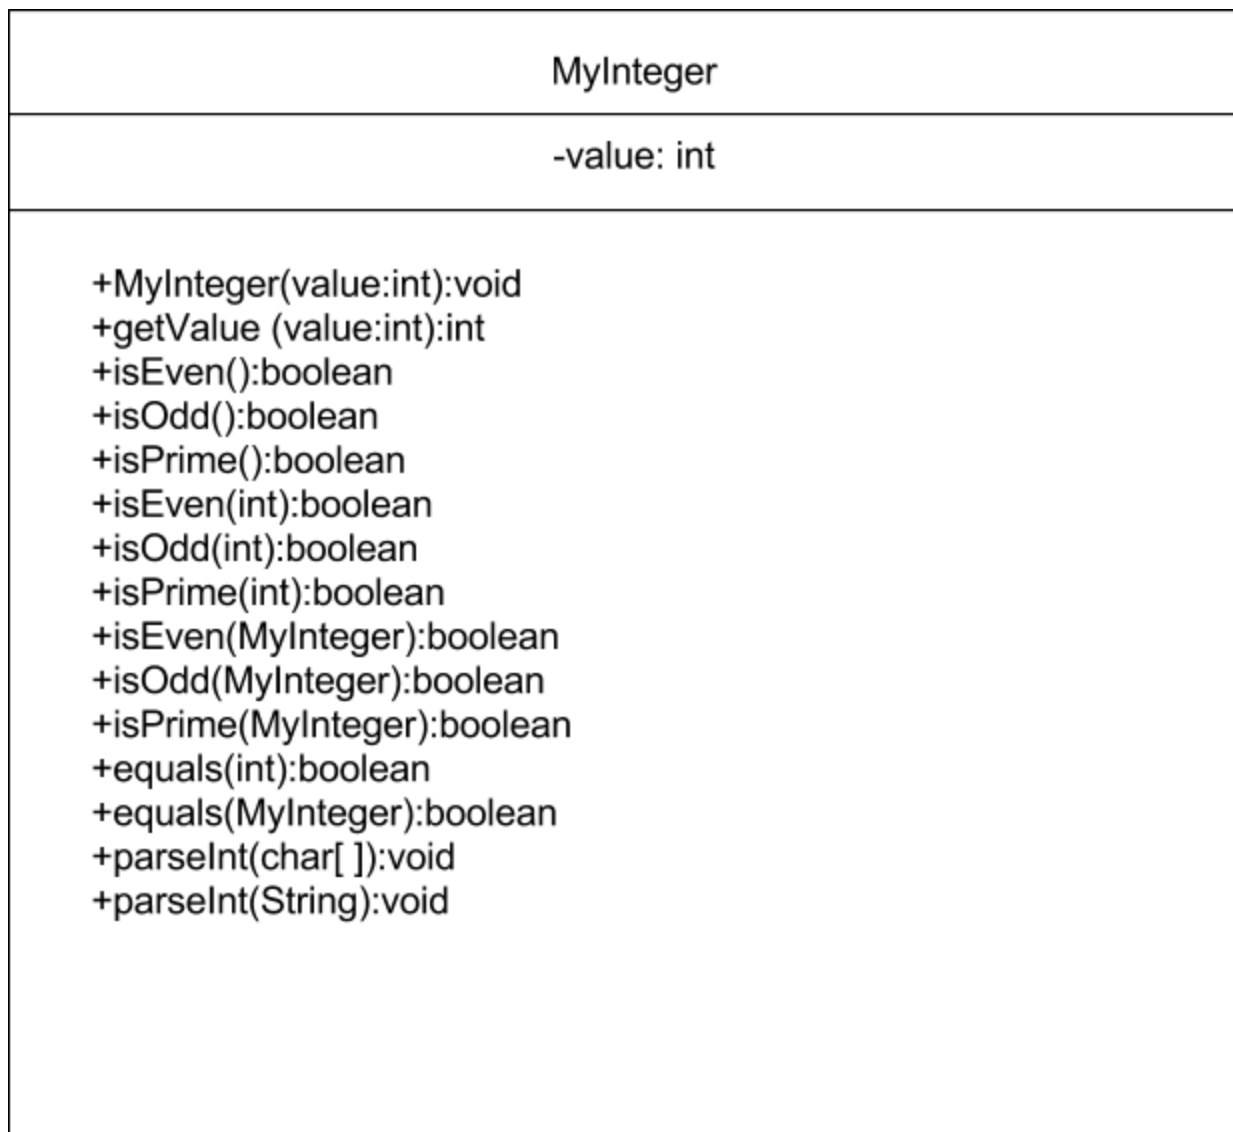 MyInteger
-value: int
+MyInteger(value:int):void
+getValue (value:int):int
+isEven():boolean
+isOdd():boolean
+isPrime():boolean
+isEven(int):boolean
+isOdd(int):boolean
+isPrime(int):boolean
+isEven(MyInteger):boolean
+isOdd(MyInteger):boolean
+isPrime(MyInteger):boolean
+equals(int):boolean
+equals(MyInteger):boolean
+parseInt(char[ ]):void
+parseInt(String):void